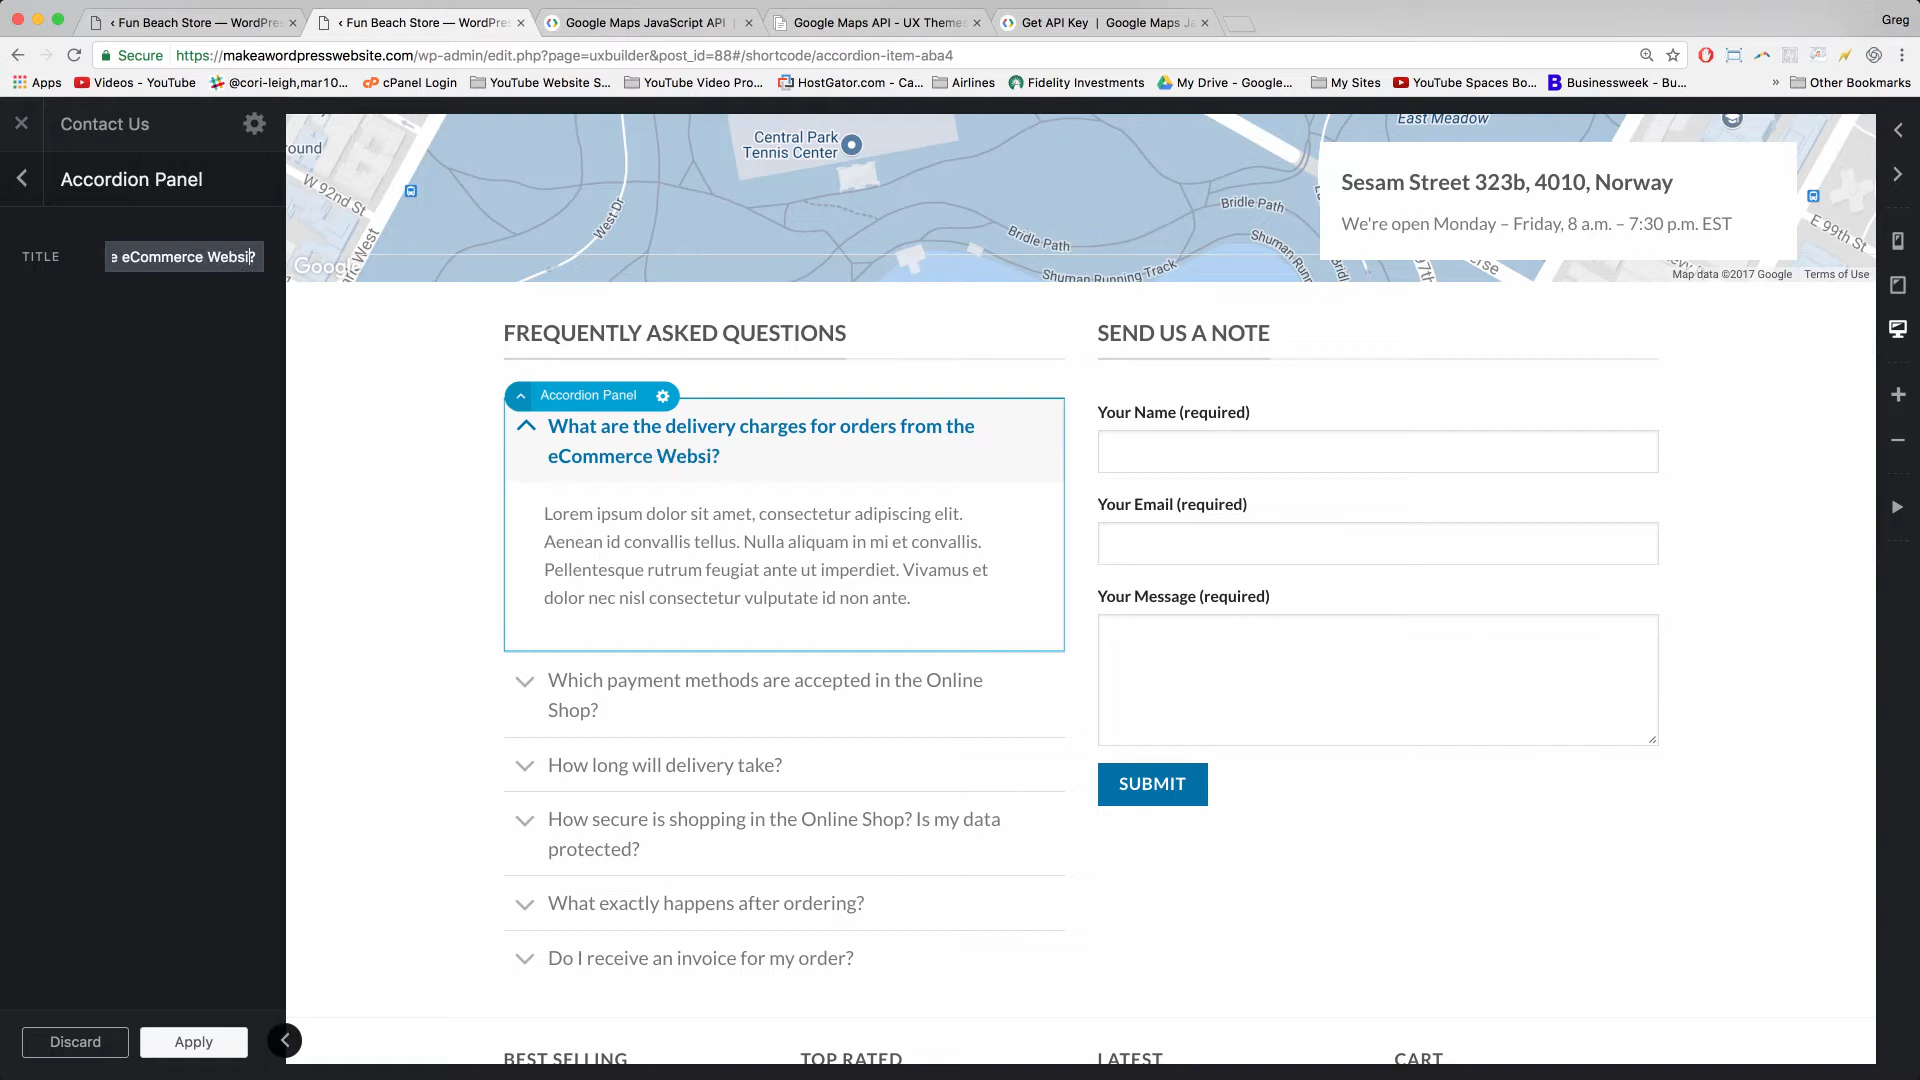 ‹ Fun Beach Store — WordPres
‹ Fun Beach Store — WordPres
Google Maps JavaScript API |
Google Maps API - UX Themes
Get API Key | Google Maps Ja
Greg
Secure https://makeawordpresswebsite.com/wp-admin/edit.php?page=uxbuilder&post_id=88#/shortcode/accordion-item-aba4
Apps Videos - YouTube @cori-leigh,mar10... cPanel Login YouTube Website S... YouTube Video Pro... HostGator.com - Ca... Airlines Fidelity Investments My Drive - Google... My Sites YouTube Spaces Bo... Businessweek - Bu... » Other Bookmarks
Contact Us
Accordion Panel
TITLE
e eCommerce Websi?
Discard
Apply
East Meadow
Central Park
Tennis Center
round
W 92nd St
West Dr
Bridle Path
Bridle Path
Shuman Running Track
E 99th St
Google
Map data ©2017 Google Terms of Use
Sesam Street 323b, 4010, Norway
We're open Monday – Friday, 8 a.m. – 7:30 p.m. EST
FREQUENTLY ASKED QUESTIONS
Accordion Panel
What are the delivery charges for orders from the
eCommerce Websi?
Lorem ipsum dolor sit amet, consectetur adipiscing elit.
Aenean id convallis tellus. Nulla aliquam in mi et convallis.
Pellentesque rutrum feugiat ante ut imperdiet. Vivamus et
dolor nec nisl consectetur vulputate id non ante.
Which payment methods are accepted in the Online
Shop?
How long will delivery take?
How secure is shopping in the Online Shop? Is my data
protected?
What exactly happens after ordering?
Do I receive an invoice for my order?
SEND US A NOTE
Your Name (required)
Your Email (required)
Your Message (required)
SUBMIT
BEST SELLING
TOP RATED
LATEST
CART